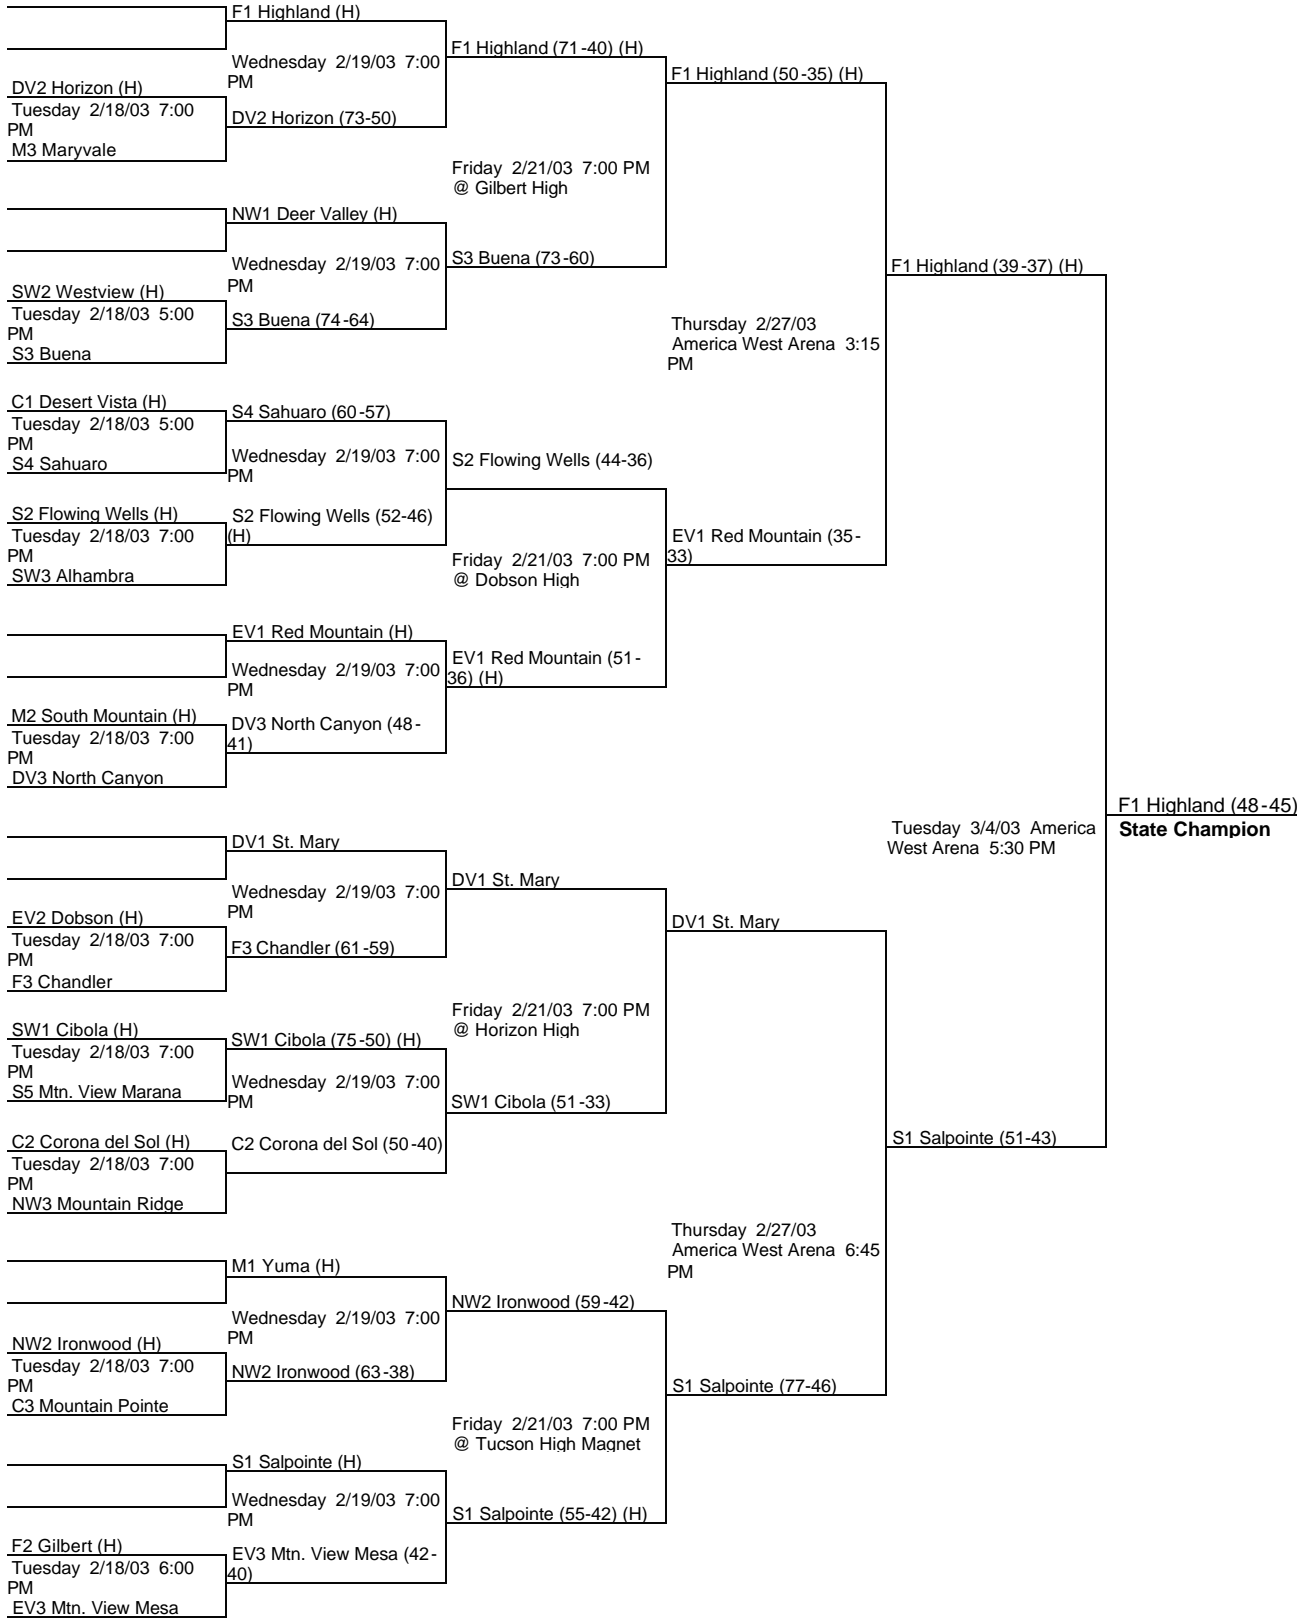 F1 Highland (H)
F1 Highland (71-40) (H)
Wednesday 2/19/03 7:00
PM
F1 Highland (50-35) (H)
DV2 Horizon (H)
Tuesday 2/18/03 7:00
PM
DV2 Horizon (73-50)
M3 Maryvale
Friday 2/21/03 7:00 PM
@ Gilbert High
NW1 Deer Valley (H)
Wednesday 2/19/03 7:00
PM
S3 Buena (73-60)
F1 Highland (39-37) (H)
SW2 Westview (H)
Tuesday 2/18/03 5:00
PM
S3 Buena (74-64)
S3 Buena
Thursday 2/27/03
America West Arena 3:15
PM
C1 Desert Vista (H)
Tuesday 2/18/03 5:00
PM
S4 Sahuaro (60-57)
S4 Sahuaro
Wednesday 2/19/03 7:00
PM
S2 Flowing Wells (44-36)
S2 Flowing Wells (H)
Tuesday 2/18/03 7:00
PM
S2 Flowing Wells (52-46)
(H)
SW3 Alhambra
EV1 Red Mountain (35-
33)
Friday 2/21/03 7:00 PM
@ Dobson High
EV1 Red Mountain (H)
Wednesday 2/19/03 7:00
PM
EV1 Red Mountain (51-
36) (H)
M2 South Mountain (H)
Tuesday 2/18/03 7:00
PM
DV3 North Canyon (48-
41)
DV3 North Canyon
F1 Highland (48-45)
State Champion
Tuesday 3/4/03 America
West Arena 5:30 PM
DV1 St. Mary
Wednesday 2/19/03 7:00
PM
DV1 St. Mary
DV1 St. Mary
EV2 Dobson (H)
Tuesday 2/18/03 7:00
PM
F3 Chandler (61-59)
F3 Chandler
Friday 2/21/03 7:00 PM
@ Horizon High
SW1 Cibola (H)
Tuesday 2/18/03 7:00
PM
SW1 Cibola (75-50) (H)
S5 Mtn. View Marana
Wednesday 2/19/03 7:00
PM
SW1 Cibola (51-33)
C2 Corona del Sol (H)
Tuesday 2/18/03 7:00
PM
C2 Corona del Sol (50-40)
NW3 Mountain Ridge
S1 Salpointe (51-43)
Thursday 2/27/03
America West Arena 6:45
PM
M1 Yuma (H)
Wednesday 2/19/03 7:00
PM
NW2 Ironwood (59-42)
NW2 Ironwood (H)
Tuesday 2/18/03 7:00
PM
NW2 Ironwood (63-38)
C3 Mountain Pointe
S1 Salpointe (77-46)
Friday 2/21/03 7:00 PM
@ Tucson High Magnet
S1 Salpointe (H)
Wednesday 2/19/03 7:00
PM
S1 Salpointe (55-42) (H)
F2 Gilbert (H)
Tuesday 2/18/03 6:00
PM
EV3 Mtn. View Mesa (42-
40)
EV3 Mtn. View Mesa